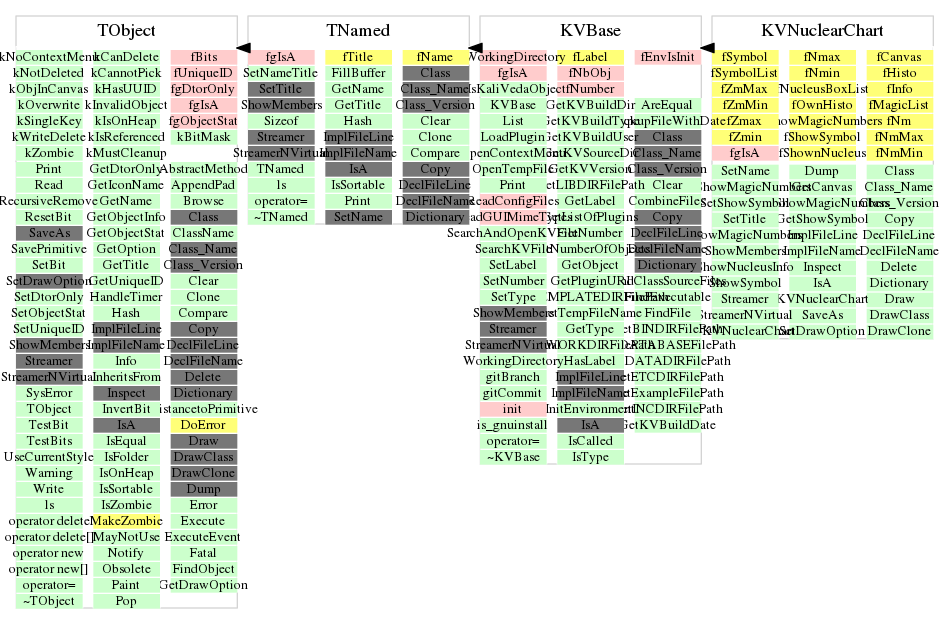 TObject
TNamed
KVBase
KVNuclearChart
kCanDelete
fBits
kNotDeleted
kCannotPick
fUniqueID
kObjInCanvas
kHasUUID
fgDtorOnly
kOverwrite
kInvalidObject
fgIsA
kSingleKey
kIsOnHeap
fgObjectStat
kWriteDelete
kIsReferenced
kBitMask
kZombie
kMustCleanup
Print
GetDtorOnly
AbstractMethod
Read
GetIconName
AppendPad
RecursiveRemove
GetName
Browse
ResetBit
GetObjectInfo
Class
SaveAs
GetObjectStat
ClassName
SavePrimitive
GetOption
Class_Name
SetBit
GetTitle
Class_Version
SetDrawOption
GetUniqueID
Clear
SetDtorOnly
HandleTimer
Clone
SetObjectStat
Hash
Compare
SetUniqueID
ImplFileLine
Copy
ShowMembers
ImplFileName
DeclFileLine
Streamer
Info
DeclFileName
InheritsFrom
Delete
SysError
Inspect
Dictionary
TObject
InvertBit
TestBit
IsA
DoError
TestBits
IsEqual
Draw
UseCurrentStyle
IsFolder
DrawClass
Warning
IsOnHeap
DrawClone
Write
IsSortable
Dump
ls
IsZombie
Error
operator delete
MakeZombie
Execute
operator delete[]
MayNotUse
ExecuteEvent
operator new
Notify
Fatal
operator new[]
Obsolete
FindObject
operator=
Paint
GetDrawOption
~TObject
Pop
fgIsA
fTitle
fName
SetNameTitle
FillBuffer
Class
SetTitle
GetName
Class_Name
ShowMembers
GetTitle
Class_Version
Sizeof
Hash
Clear
Streamer
ImplFileLine
Clone
ImplFileName
Compare
TNamed
IsA
Copy
ls
IsSortable
DeclFileLine
operator=
Print
DeclFileName
~TNamed
SetName
Dictionary
fLabel
fEnvIsInit
fgIsA
fNbObj
fNumber
KVBase
GetKVBuildDir
AreEqual
List
LoadPlugin
GetKVBuildUser
Class
Class_Name
OpenTempFile
GetKVVersion
Class_Version
Print
Clear
ReadConfigFiles
CombineFiles
Copy
DeclFileLine
DeclFileName
SearchKVFile
Dictionary
SetLabel
GetObject
SetNumber
SetType
FindExecutable
ShowMembers
FindFile
Streamer
GetType
WorkingDirectory
HasLabel
gitBranch
ImplFileLine
gitCommit
ImplFileName
init
InitEnvironment
is_gnuinstall
IsA
GetKVBuildDate
operator=
IsCalled
~KVBase
IsType
fSymbol
fNmax
fCanvas
fSymbolList
fNmin
fHisto
fZmMax
fInfo
fZmMin
fOwnHisto
fMagicList
fZmax
fNm
fZmin
fShowSymbol
fNmMax
fgIsA
fShownNucleus
fNmMin
SetName
Dump
Class
GetCanvas
Class_Name
Class_Version
SetTitle
GetShowSymbol
Copy
ImplFileLine
DeclFileLine
ShowMembers
ImplFileName
DeclFileName
ShowNucleusInfo
Inspect
Delete
ShowSymbol
IsA
Dictionary
Streamer
KVNuclearChart
Draw
SaveAs
DrawClass
SetDrawOption
DrawClone